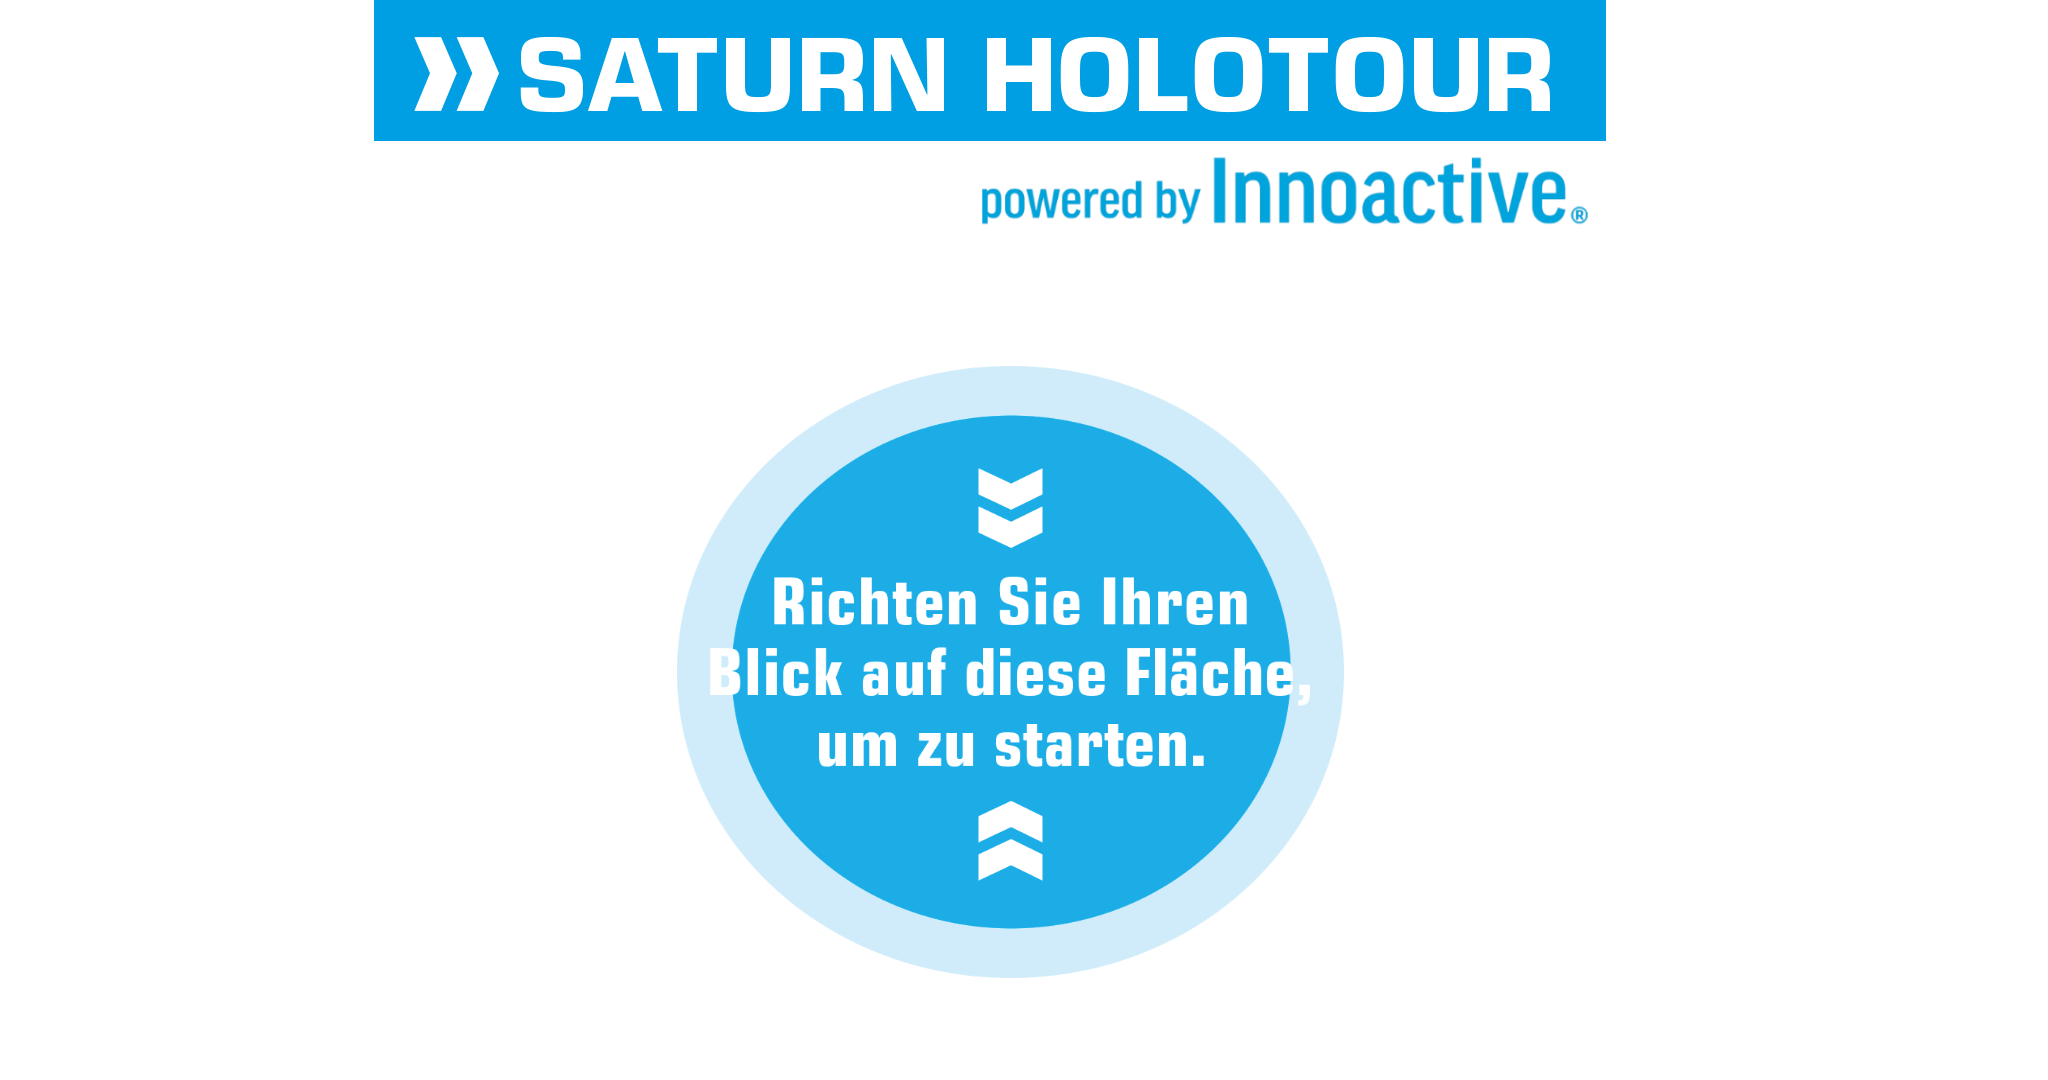 SATURN HOLOTOUR
powered by Innoactive®
Richten Sie Ihren
Blick auf diese Fläche,
um zu starten.